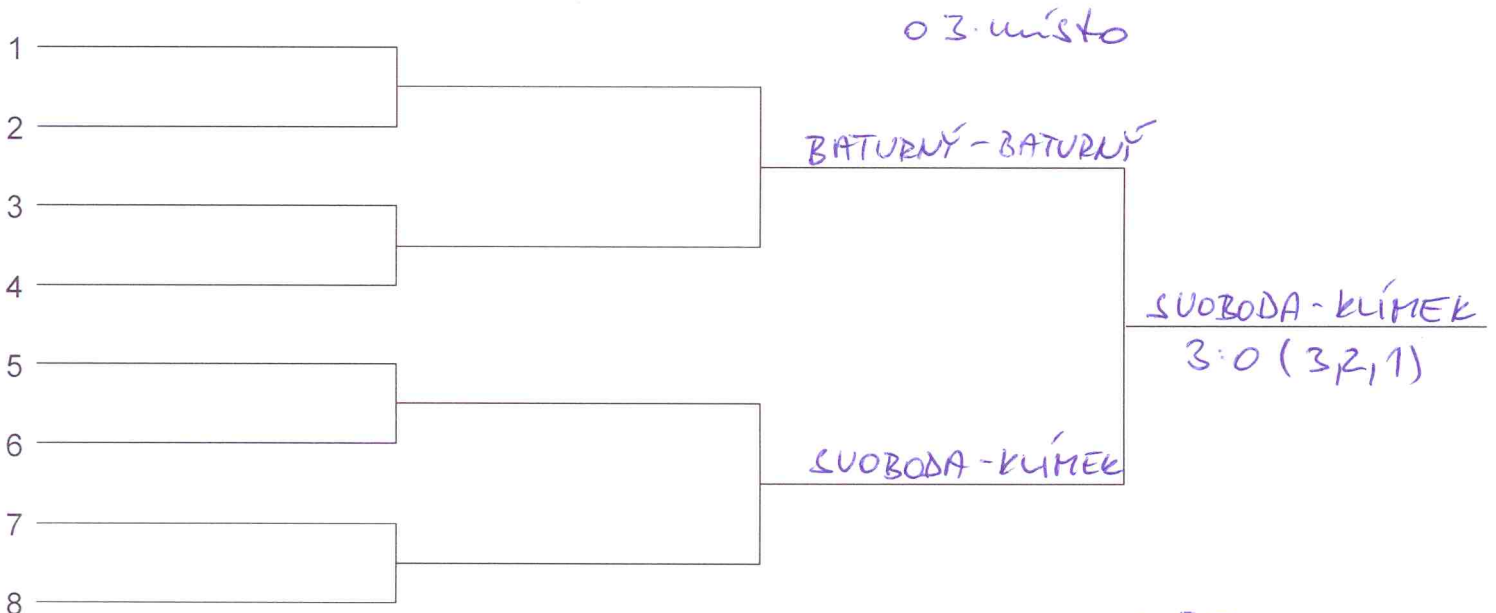 o 3. místo
1
2
BATURNÝ - BATURNÝ
3
4
SVOBODA - KLÍMEK
3:0 (3,2,1)
5
6
SVOBODA - KLÍMEK
7
8